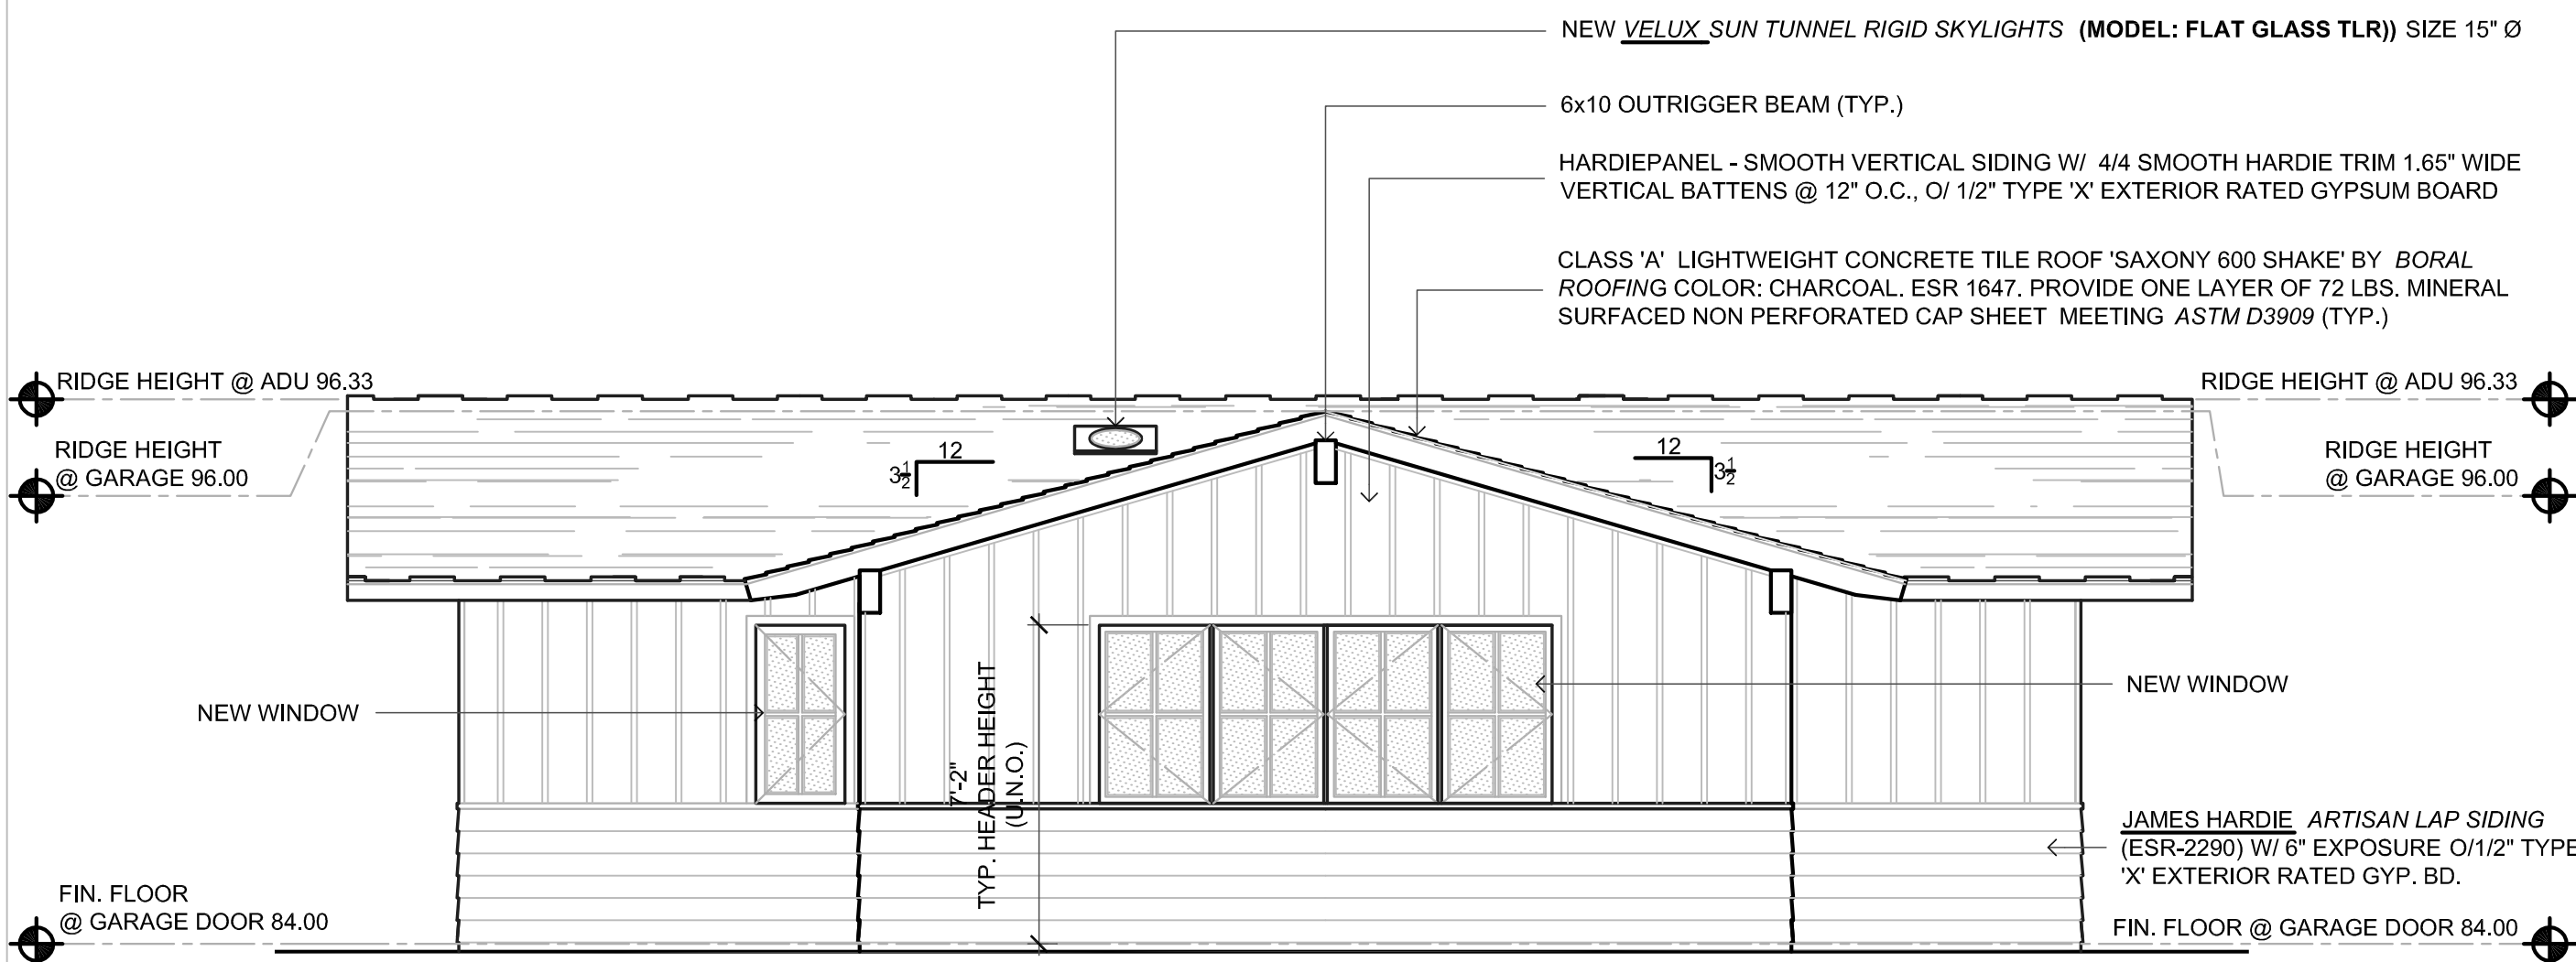 NEW VELUX SUN TUNNEL RIGID SKYLIGHTS (MODEL: FLAT GLASS TLR)) SIZE 15" Ø
6x10 OUTRIGGER BEAM (TYP.)
HARDIEPANEL - SMOOTH VERTICAL SIDING W/ 4/4 SMOOTH HARDIE TRIM 1.65" WIDE
VERTICAL BATTENS @ 12" O.C., O/ 1/2" TYPE 'X' EXTERIOR RATED GYPSUM BOARD
CLASS 'A' LIGHTWEIGHT CONCRETE TILE ROOF 'SAXONY 600 SHAKE' BY BORAL
ROOFING COLOR: CHARCOAL. ESR 1647. PROVIDE ONE LAYER OF 72 LBS. MINERAL
SURFACED NON PERFORATED CAP SHEET MEETING ASTM D3909 (TYP.)
RIDGE HEIGHT @ ADU 96.33
RIDGE HEIGHT @ ADU 96.33
RIDGE HEIGHT
@ GARAGE 96.00
12
3 1/2
12
3 1/2
RIDGE HEIGHT
@ GARAGE 96.00
NEW WINDOW
7'-2"
TYP. HEADER HEIGHT
(U.N.O.)
NEW WINDOW
JAMES HARDIE ARTISAN LAP SIDING
(ESR-2290) W/ 6" EXPOSURE O/1/2" TYPE
'X' EXTERIOR RATED GYP. BD.
FIN. FLOOR
@ GARAGE DOOR 84.00
FIN. FLOOR @ GARAGE DOOR 84.00